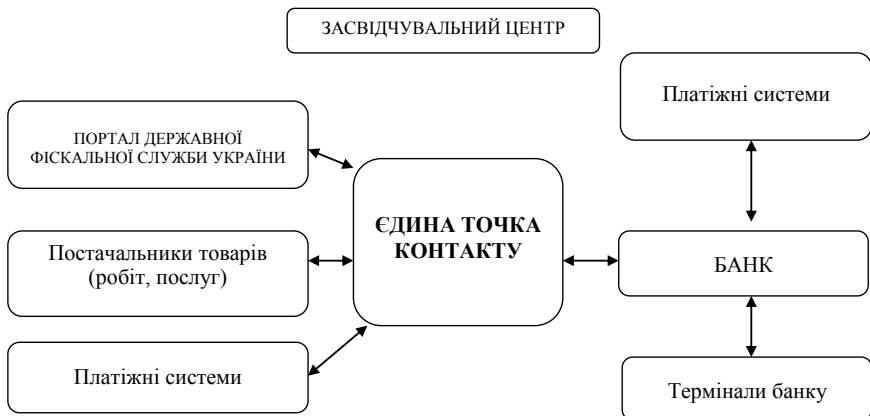 ЗАСВІДЧУВАЛЬНИЙ ЦЕНТР
Платіжні системи
ПОРТАЛ ДЕРЖАВНОЇ
ФІСКАЛЬНОЇ СЛУЖБИ УКРАЇНИ
ЄДИНА ТОЧКА
КОНТАКТУ
Постачальники товарів
(робіт, послуг)
БАНК
Платіжні системи
Термінали банку